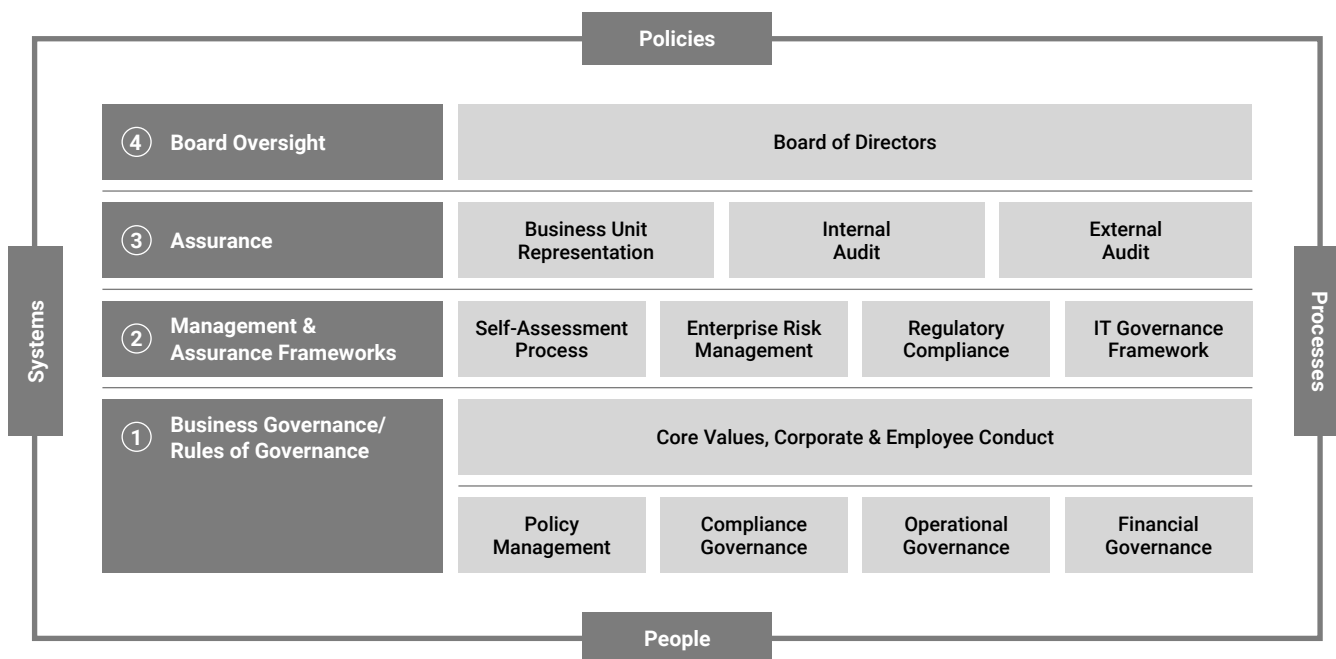 Policies
4
Board Oversight
Board of Directors
3
Assurance
Business Unit
Representation
Internal
Audit
External
Audit
Systems
2
Management &
Assurance Frameworks
Self-Assessment
Process
Enterprise Risk
Management
Regulatory
Compliance
IT Governance
Framework
Processes
1
Business Governance/
Rules of Governance
Core Values, Corporate & Employee Conduct
Policy
Management
Compliance
Governance
Operational
Governance
Financial
Governance
People